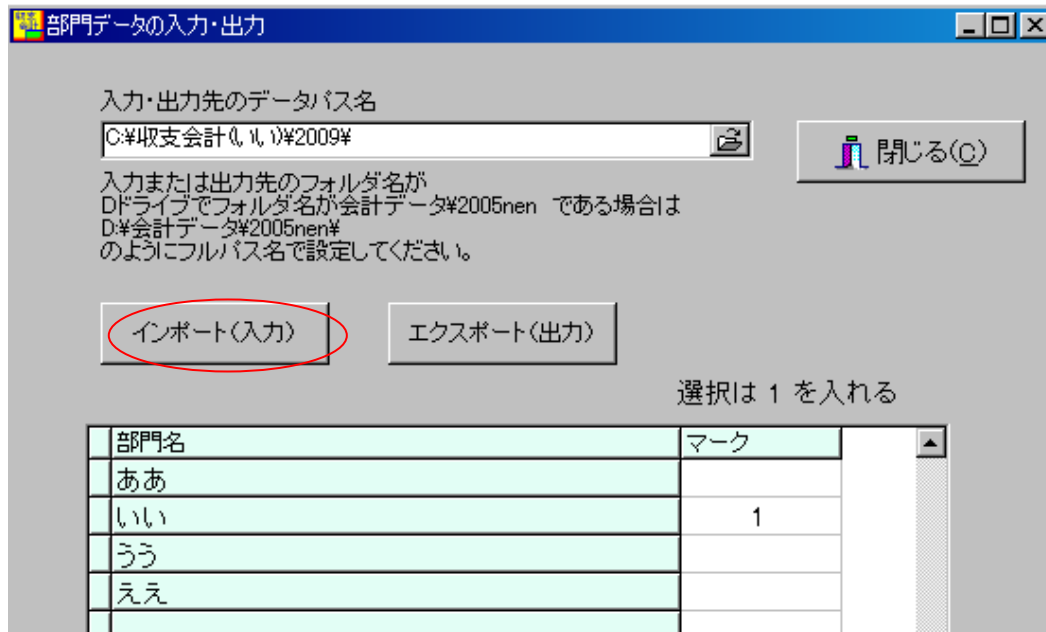 部門データの入力・出力
入力・出力先のデータパス名
C:¥収支会計(いい)¥2009¥
閉じる(C)
入力または出力先のフォルダ名が
Dドライブでフォルダ名が会計データ¥2005nen である場合は
D:¥会計データ¥2005nen¥
のようにフルパス名で設定してください。
インポート(入力) エクスポート(出力)
選択は 1 を入れる
部門名 マーク
ああ
いい 1
うう
ええ